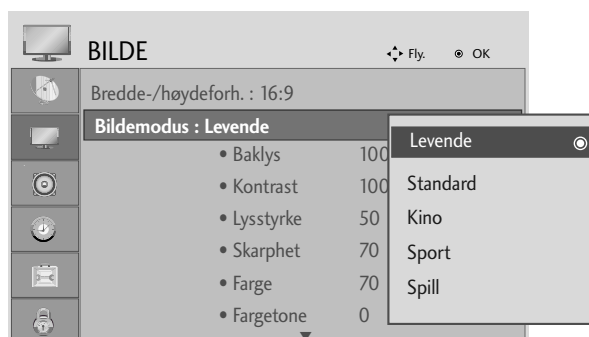 BILDE Fly. OK
Bredde-/høydeforh. : 16:9
Bildemodus : Levende
• Baklys 100
• Kontrast 100
• Lysstyrke 50
• Skarphet 70
• Farge 70
• Fargetone 0
Levende
Standard
Kino
Sport
Spill